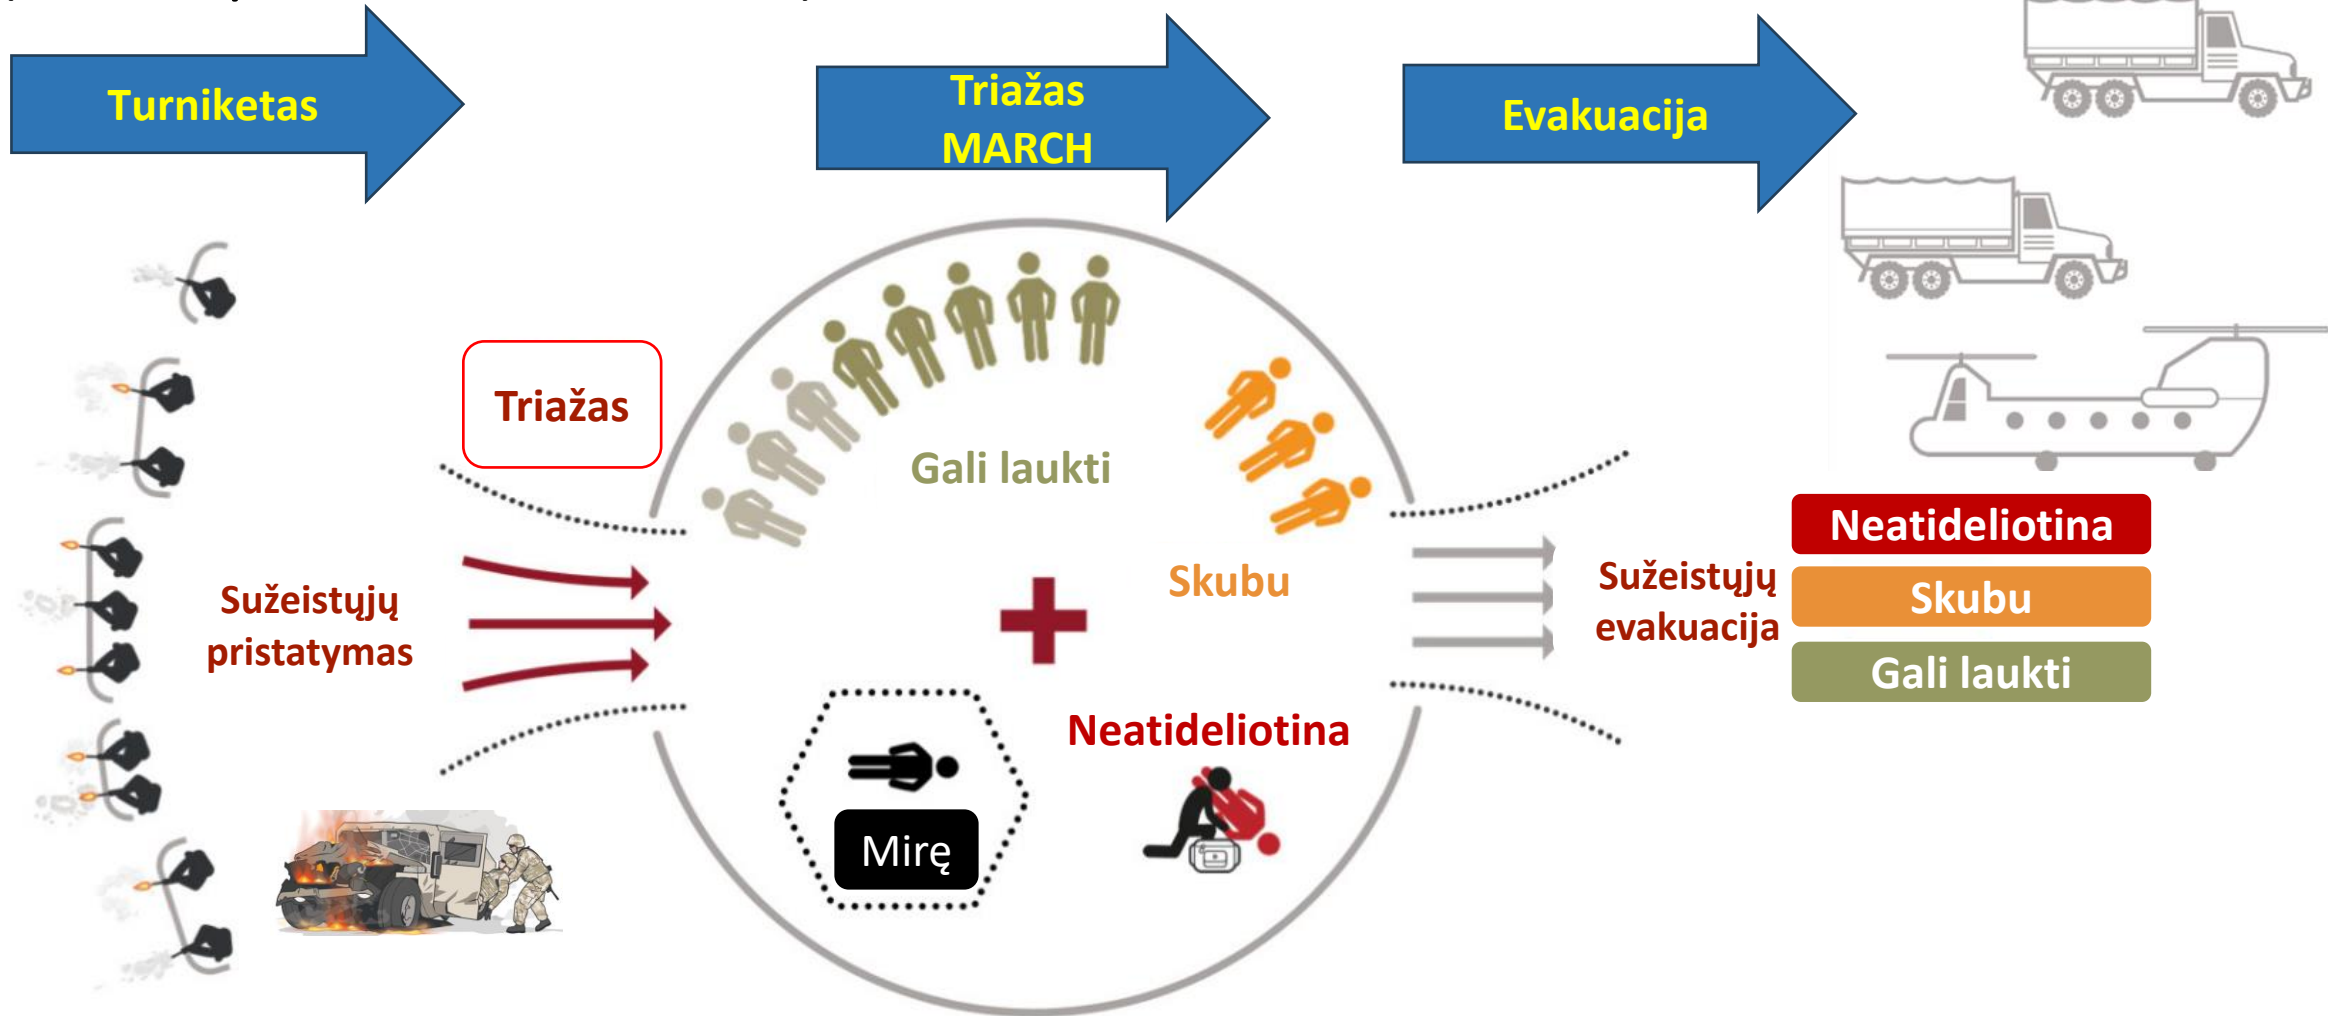 Turniketas
Triažas
MARCH
Evakuacija
Triažas
Gali laukti
Skubu
Sužeistųjų
pristatymas
Sužeistųjų
evakuacija
Neatideliotina
Skubu
Gali laukti
Neatideliotina
Mirę